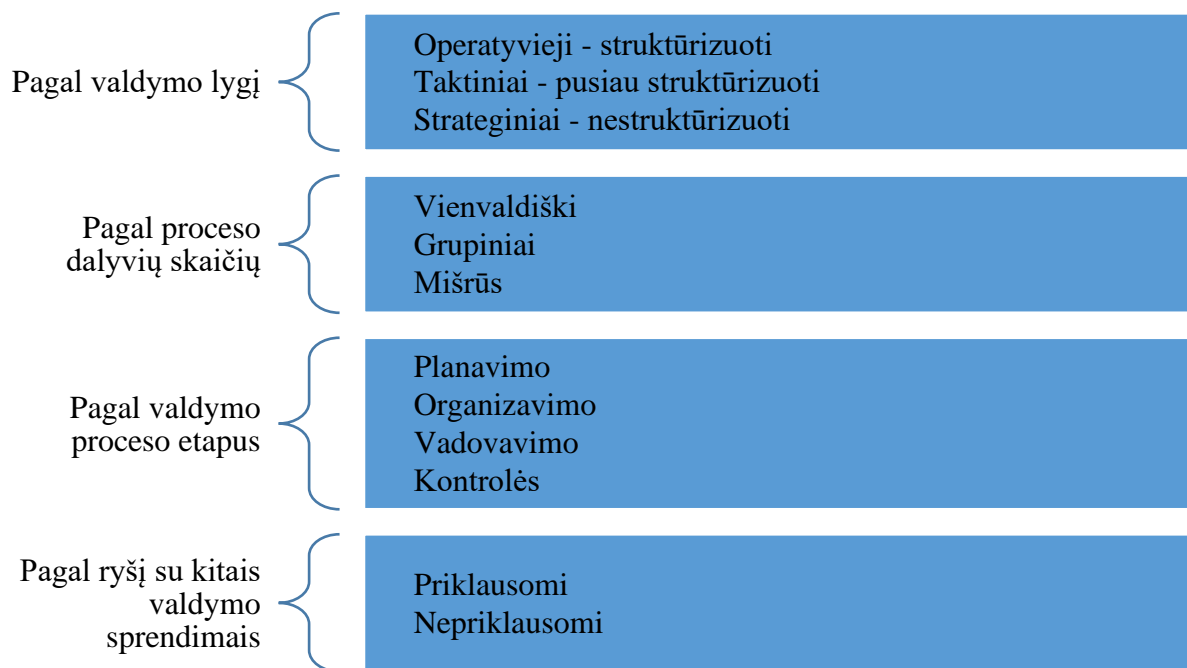 Pagal valdymo lygį
Operatyvieji - struktūrizuoti
Taktiniai - pusiau struktūrizuoti
Strateginiai - nestruktūrizuoti
Pagal proceso
dalyvių skaičių
Vienvaldiški
Grupiniai
Mišrūs
Pagal valdymo
proceso etapus
Planavimo
Organizavimo
Vadovavimo
Kontrolės
Pagal ryšį su kitais
valdymo
sprendimais
Priklausomi
Nepriklausomi